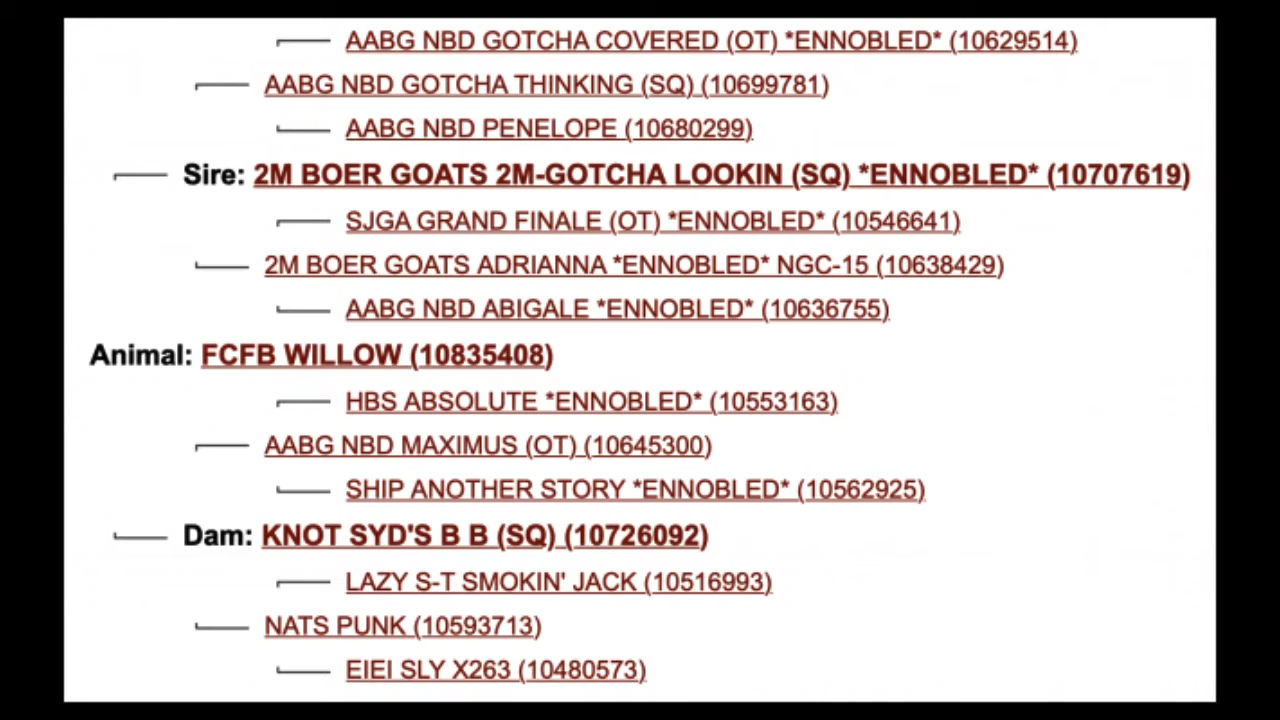 AABG NBD GOTCHA COVERED (OT) *ENNOBLED* (10629514)
AABG NBD GOTCHA THINKING (SQ) (10699781)
AABG NBD PENELOPE (10680299)
Sire: 2M BOER GOATS 2M-GOTCHA LOOKIN (SQ) *ENNOBLED* (10707619)
SJGA GRAND FINALE (OT) *ENNOBLED* (10546641)
2M BOER GOATS ADRIANNA *ENNOBLED* NGC-15 (10638429)
AABG NBD ABIGALE *ENNOBLED* (10636755)
Animal: FCFB WILLOW (10835408)
HBS ABSOLUTE *ENNOBLED* (10553163)
AABG NBD MAXIMUS (OT) (10645300)
SHIP ANOTHER STORY *ENNOBLED* (10562925)
Dam: KNOT SYD'S B B (SQ) (10726092)
LAZY S-T SMOKIN' JACK (10516993)
NATS PUNK (10593713)
EIEI SLY X263 (10480573)